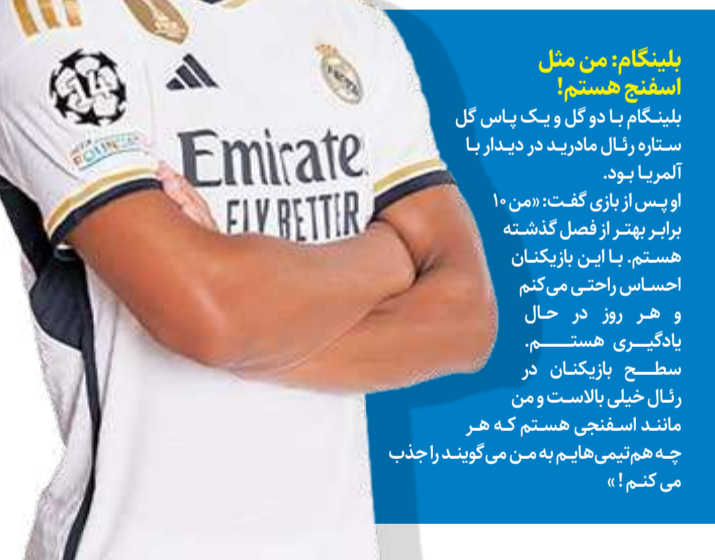 بلینگام: من مثل
اسفنج هستم!
بلینگام با دو گل و یک پاس گل
ستاره رئال مادرید در دیدار با
آلمریا بود.
او پس از بازی گفت: «من ۱۰
برابر بهتر از فصل گذشته
هستم. با این بازیکنان
احساس راحتی می‌کنم
و هر روز در حال
یادگیری هستم.
سطح بازیکنان در
رئال خیلی بالاست و من
مانند اسفنجی هستم که هر
چه هم‌تیمی‌هایم به من می‌گویند را جذب
می کنم ! »
14
Emirate
FLY BETTER